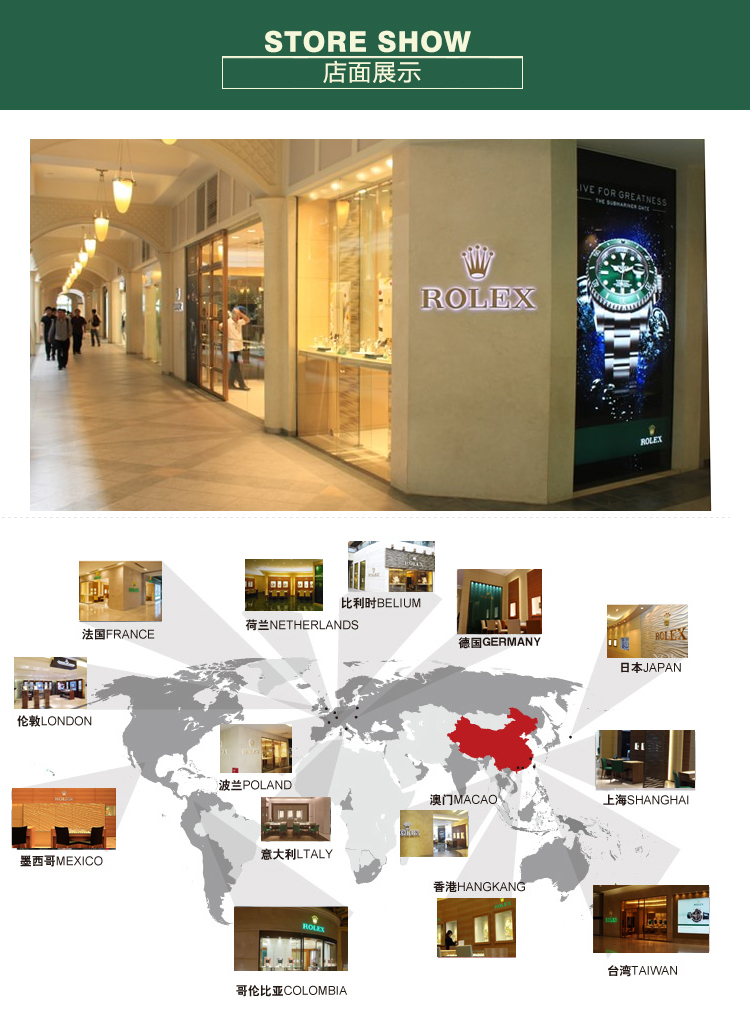 STORE SHOW
店面展示
LIVE FOR GREATNESS
THE SUBMARINER DATE
ROLEX
ROLEX
ROLEX
比利时BELIUM
法国FRANCE
荷兰NETHERLANDS
德国GERMANY
ROLEX
日本JAPAN
伦敦LONDON
波兰POLAND
澳门MACAO
上海SHANGHAI
ROLEX
墨西哥MEXICO
意大利LTALY
香港HANGKANG
ROLEX
哥伦比亚COLOMBIA
台湾TAIWAN